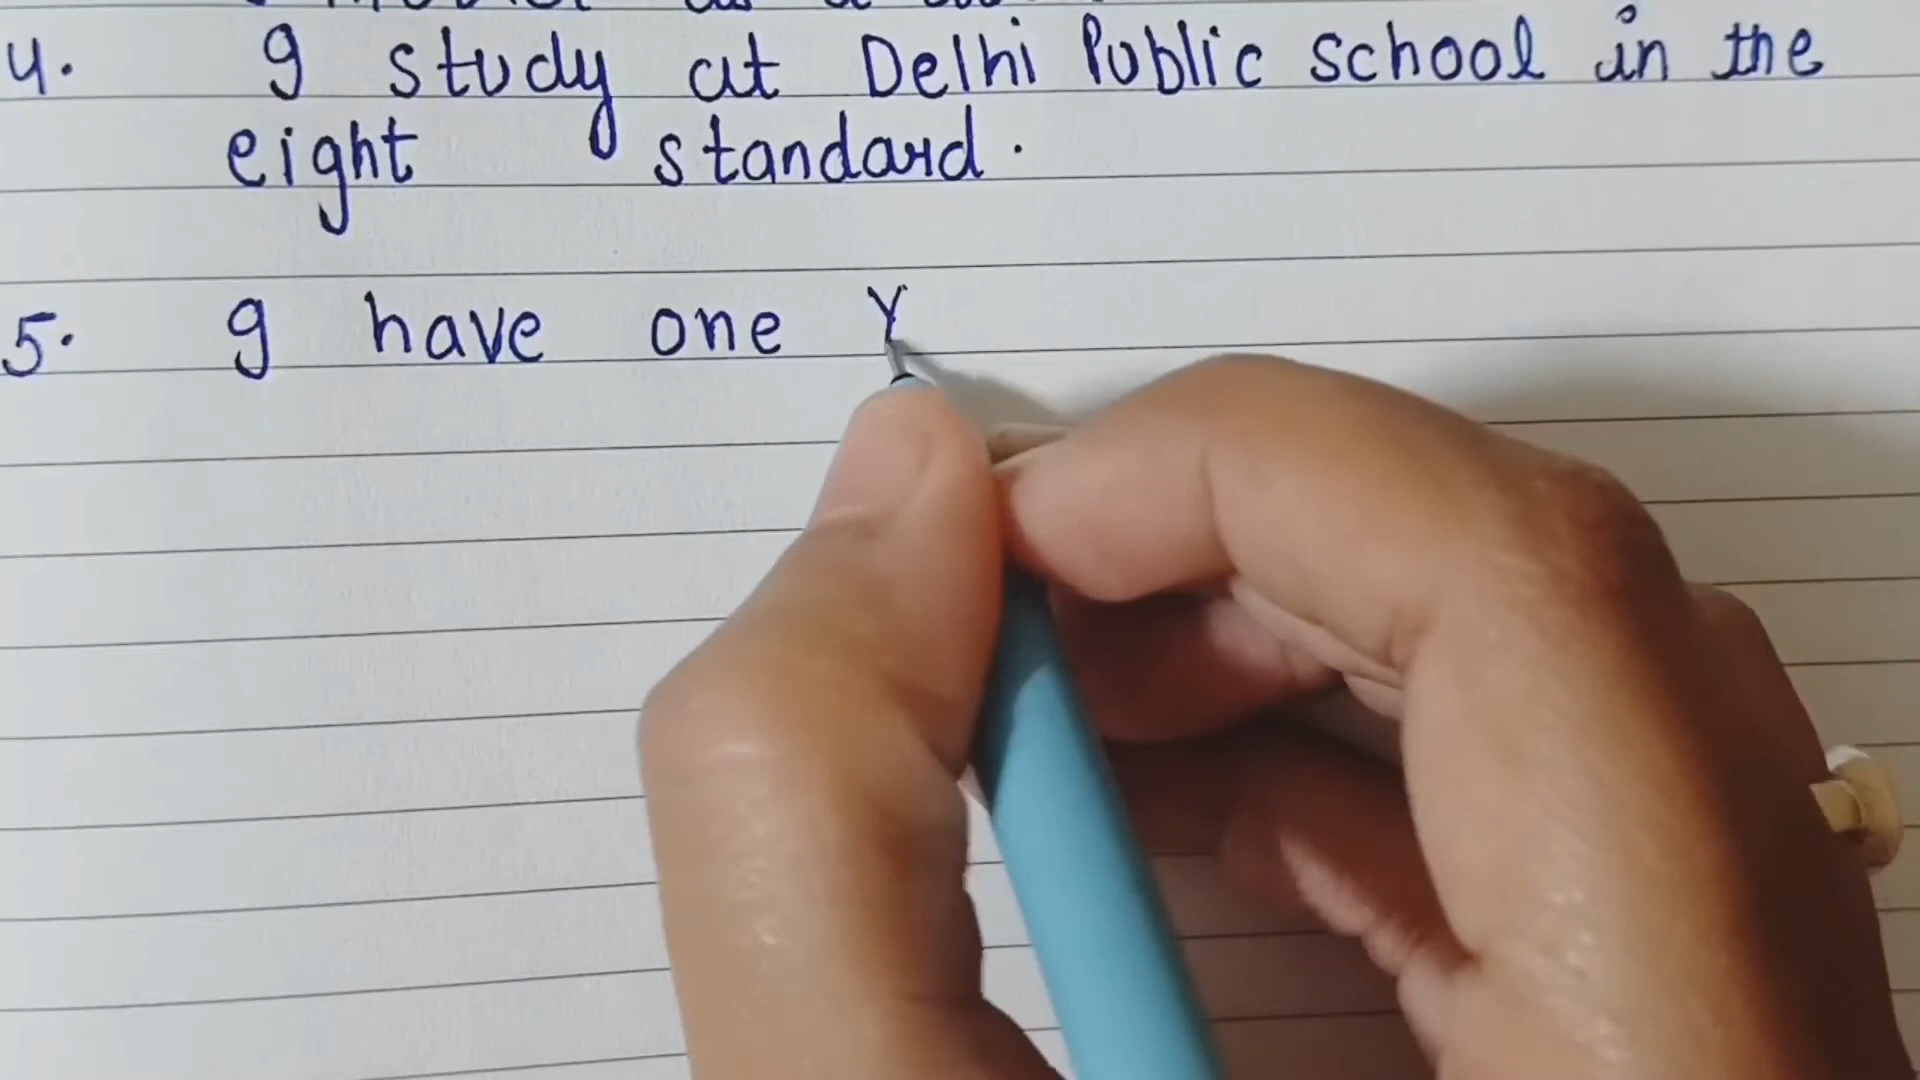 4. I study at Delhi Public school in the
eight standard.
5. I have one Y